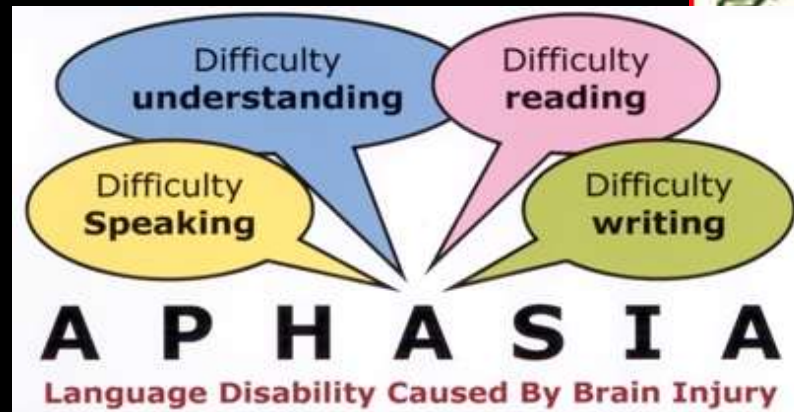 Difficulty
understanding
Difficulty
reading
Difficulty
Speaking
Difficulty
writing
APHASIA
Language Disability Caused By Brain Injury